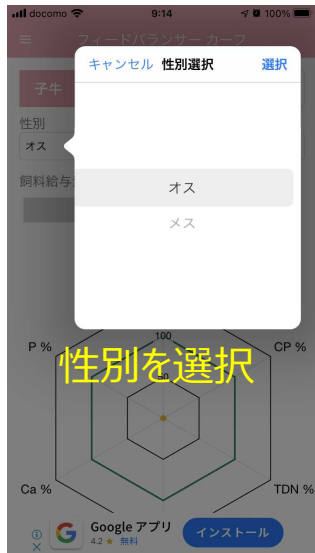 docomo 9:14 100%
フィードバランサー カーフ
キャンセル 性別選択 選択
子牛
性別
オス
飼料給与
オス
メス
性別を選択
100
P %
CP %
50
Ca %
TDN %
Google アプリ
4.2 ★ 無料
インストール